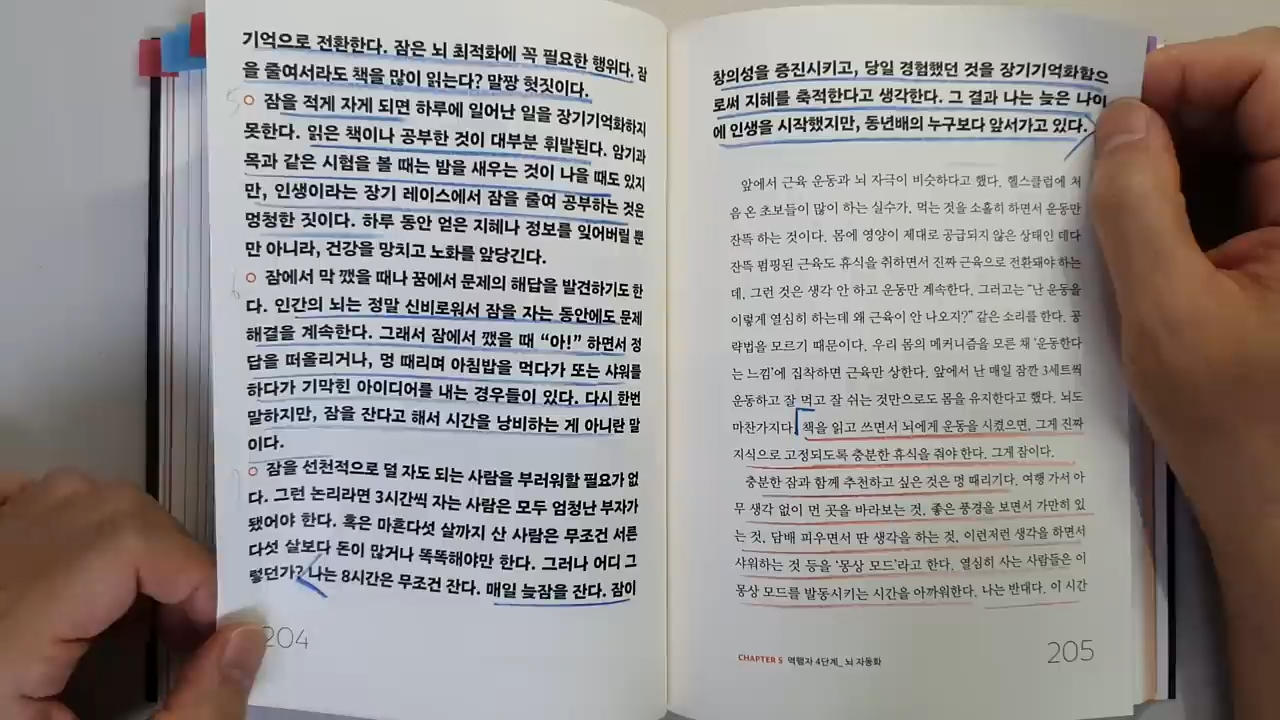 기억으로 전환한다. 잠은 뇌 최적화에 꼭 필요한 행위다. 잠
을 줄여서라도 책을 많이 읽는다? 말짱 헛짓이다.
○ 잠을 적게 자게 되면 하루에 일어난 일을 장기기억화하지
못한다. 읽은 책이나 공부한 것이 대부분 휘발된다. 암기과
목과 같은 시험을 볼 때는 밤을 새우는 것이 나을 때도 있지
만, 인생이라는 장기 레이스에서 잠을 줄여 공부하는 것은
멍청한 짓이다. 하루 동안 얻은 지혜나 정보를 잊어버릴 뿐
만 아니라, 건강을 망치고 노화를 앞당긴다.
○ 잠에서 막 깼을 때나 꿈에서 문제의 해답을 발견하기도 한
다. 인간의 뇌는 정말 신비로워서 잠을 자는 동안에도 문제
해결을 계속한다. 그래서 잠에서 깼을 때 “아!” 하면서 정
답을 떠올리거나, 멍 때리며 아침밥을 먹다가 또는 샤워를
하다가 기막힌 아이디어를 내는 경우들이 있다. 다시 한번
말하지만, 잠을 잔다고 해서 시간을 낭비하는 게 아니란 말
이다.
○ 잠을 선천적으로 덜 자도 되는 사람을 부러워할 필요가 없
다. 그런 논리라면 3시간씩 자는 사람은 모두 엄청난 부자가
됐어야 한다. 혹은 마흔다섯 살까지 산 사람은 무조건 서른
다섯 살보다 돈이 많거나 똑똑해야만 한다. 그러나 어디 그
렇던가? 나는 8시간은 무조건 잔다. 매일 늦잠을 잔다. 잠이
204
창의성을 증진시키고, 당일 경험했던 것을 장기기억화함으
로써 지혜를 축적한다고 생각한다. 그 결과 나는 늦은 나이
에 인생을 시작했지만, 동년배의 누구보다 앞서가고 있다.
앞에서 근육 운동과 뇌 자극이 비슷하다고 했다. 헬스클럽에 처
음 온 초보들이 많이 하는 실수가, 먹는 것을 소홀히 하면서 운동만
잔뜩 하는 것이다. 몸에 영양이 제대로 공급되지 않은 상태인 데다
잔뜩 펌핑된 근육도 휴식을 취하면서 진짜 근육으로 전환돼야 하는
데, 그런 것은 생각 안 하고 운동만 계속한다. 그러고는 “난 운동을
이렇게 열심히 하는데 왜 근육이 안 나오지?” 같은 소리를 한다. 공
략법을 모르기 때문이다. 우리 몸의 메커니즘을 모른 채 ‘운동한다
는 느낌’에 집착하면 근육만 상한다. 앞에서 난 매일 잠깐 3세트씩
운동하고 잘 먹고 잘 쉬는 것만으로도 몸을 유지한다고 했다. 뇌도
마찬가지다. 책을 읽고 쓰면서 뇌에게 운동을 시켰으면, 그게 진짜
지식으로 고정되도록 충분한 휴식을 줘야 한다. 그게 잠이다.
충분한 잠과 함께 추천하고 싶은 것은 멍 때리기다. 여행 가서 아
무 생각 없이 먼 곳을 바라보는 것, 좋은 풍경을 보면서 가만히 있
는 것, 담배 피우면서 딴 생각을 하는 것, 이런저런 생각을 하면서
샤워하는 것 등을 ‘몽상 모드’라고 한다. 열심히 사는 사람들은 이
몽상 모드를 발동시키는 시간을 아까워한다. 나는 반대다. 이 시간
CHAPTER 5 역행자 4단계_ 뇌 자동화
205